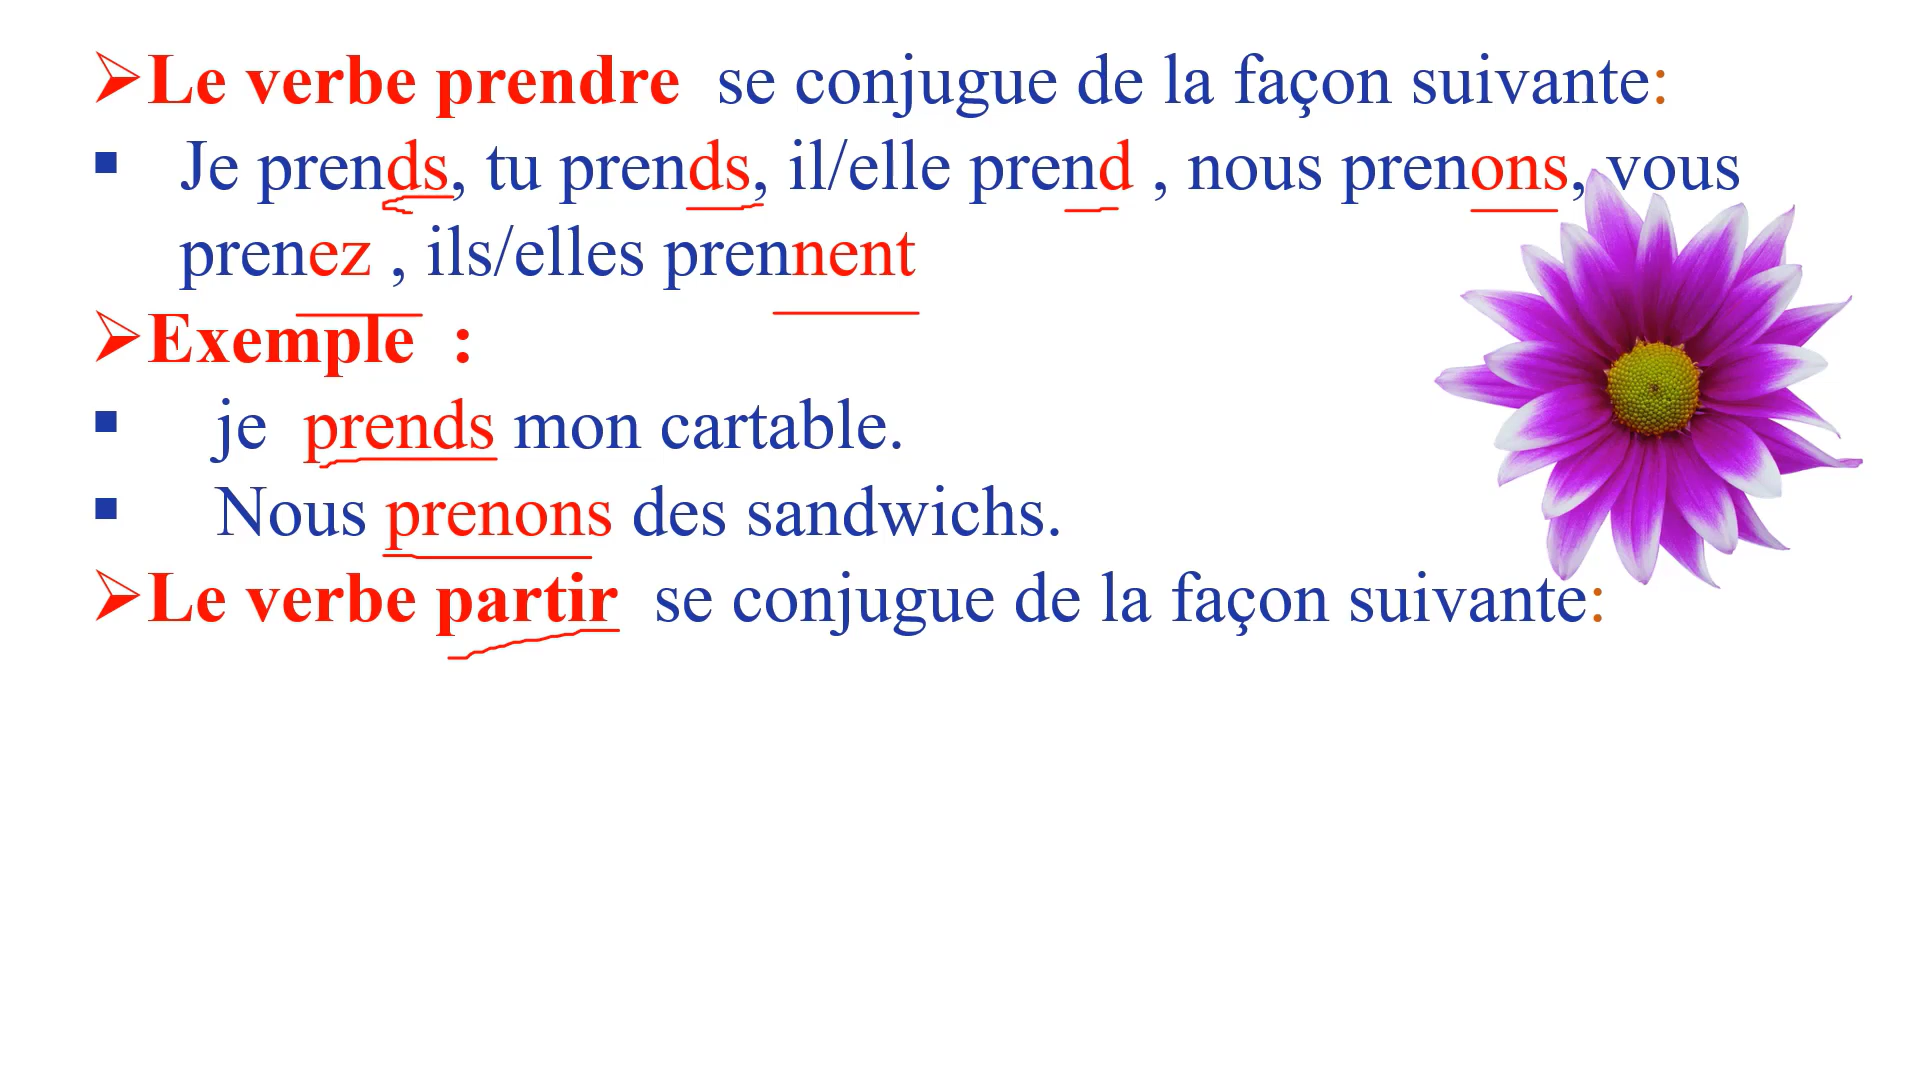 ➢Le verbe prendre se conjugue de la façon suivante:
▪ Je prends, tu prends, il/elle prend , nous prenons, vous
prenez , ils/elles prennent
➢Exemple :
▪ je prends mon cartable.
▪ Nous prenons des sandwichs.
➢Le verbe partir se conjugue de la façon suivante: